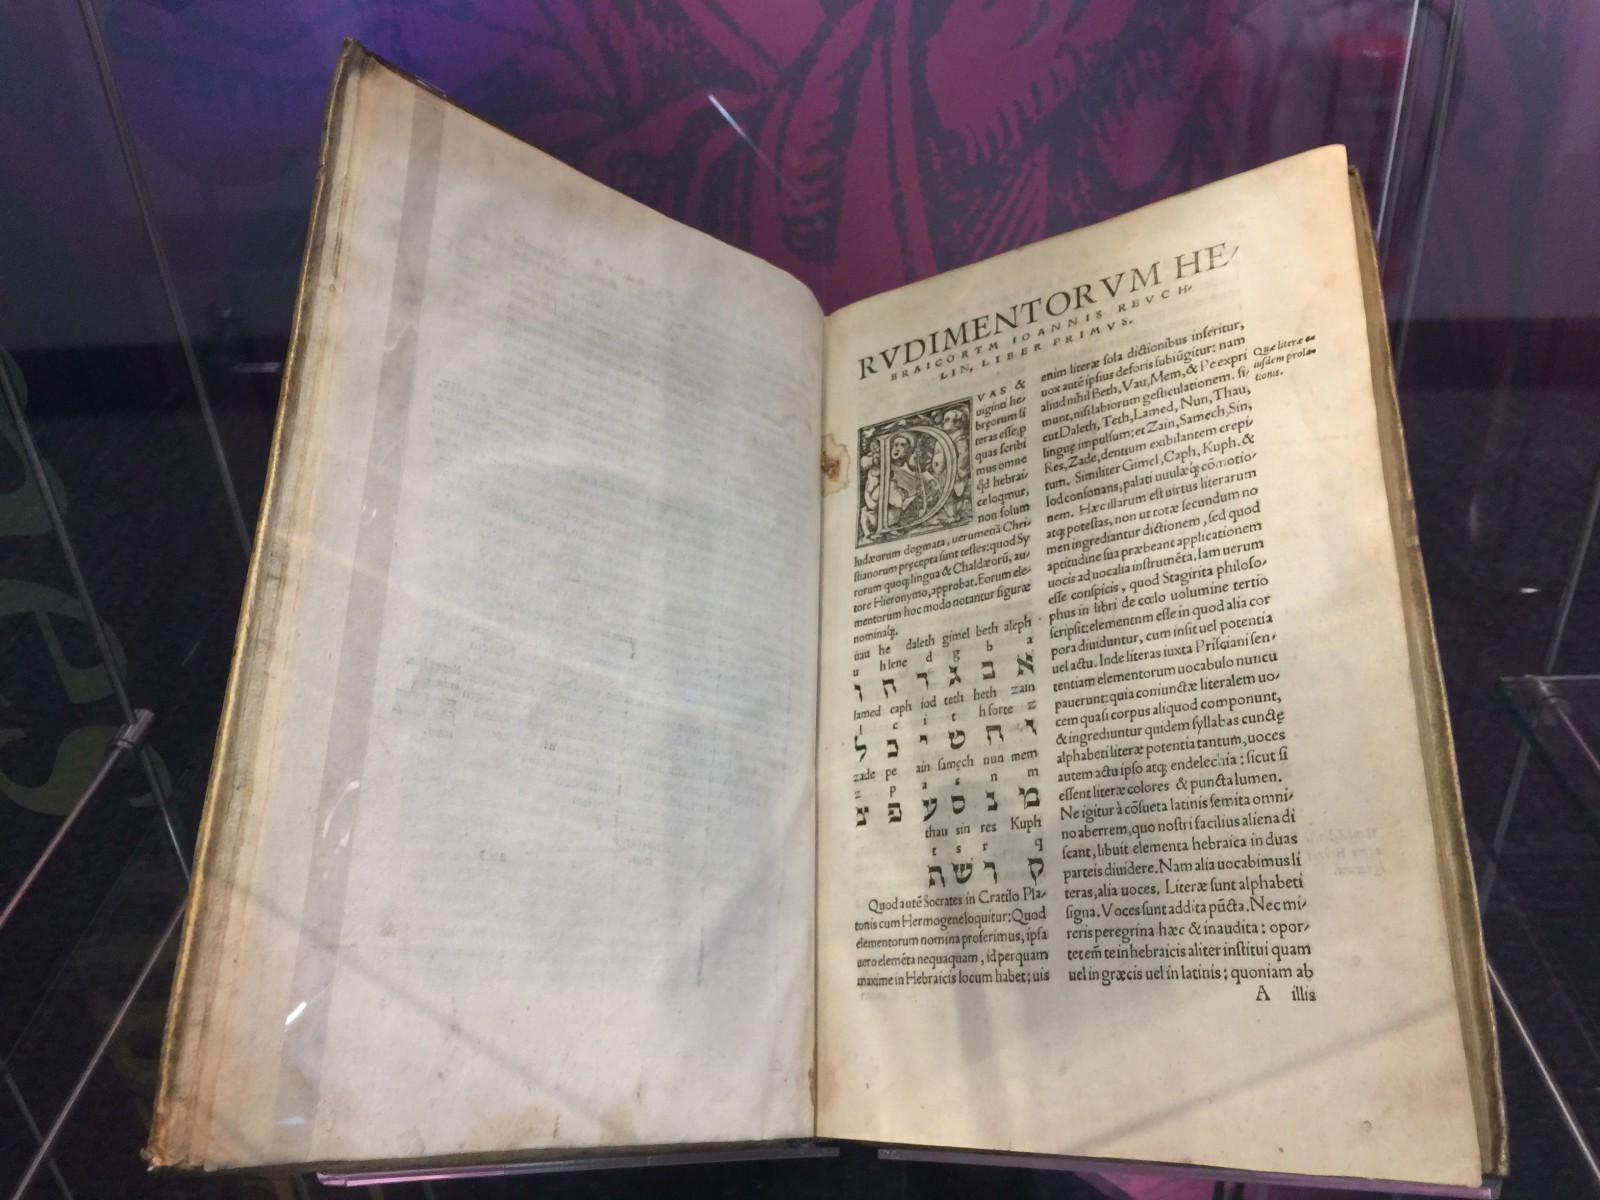 RVDIMENTORVM HE/
BRAICORTM IOANNIS REVCH/
LIN, LIBER PRIMVS.
DVAS &
uiginti he/
bręorum li
teras esse, p
quas scribi
mus omne
qd hebrai/
ce loqmur,
non solum
Iudæorum dogmata, uerumetiā Chri/
stianorum pręcepta sunt testes: quod Sy
rorum quoq; lingua & Chaldæorū, au/
tore Hieronymo, approbat. Eorum ele/
mentorum hoc modo notantur figuræ
nominaq;.
uau he daleth gimel beth aleph
u hlene d g b a
א ב ג ד ה ו
lamed caph iod teth heth zain
l c i t hforte z
ז ח ט י כ ל
zade pe ain samech nun mem
z p a s n m
מ נ ס ע פ צ
thau sin res Kuph
t s r q
ק ר ש ת
Quod autē Socrates in Cratilo Pla/
tonis cum Hermogene loquitur: Quod
elementorum nomina proferimus, ipsa
uero elemēta nequaquam, id perquam
maxime in Hebraicis locum habet; uis
enim literæ sola dictionibus inseritur,
uox autē ipsius deforis subiūgitur: nam
aliud nihil Beth, Vau, Mem, & Pe expri
munt, nisi labiorum gesticulationem. si/
cut Daleth, Teth, Lamed, Nun, Thau,
linguę impulsum: et Zain, Samech, Sin,
Res, Zade, dentium exibilantem crepi/
tum. Similiter Gimel, Caph, Kuph. &
Iod consonans, palati uuulæq; cōmotio/
nem. Hæc illarum est uirtus literarum
atq; potestas, non ut totæ secundum no
men ingrediantur dictionem, sed quod
aptitudine sua præbeant applicationem
uocis ad uocalia instrumēta. Iam uerum
esse conspicis, quod Stagirita philoso/
phus in libri de cœlo uolumine tertio
scripsit: elementum esse in quod alia cor
pora diuiduntur, cum insit uel potentia
uel actu. Inde literas iuxta Prisciani sen/
tentiam elementorum uocabulo nuncu
pauerunt: quia coniunctæ literalem uo/
cem quasi corpus aliquod componunt,
& ingrediuntur quidem syllabas cunctę
alphabeti literæ potentia tantum, uoces
autem actu ipso atq; endelechia: sicut si
essent literæ colores & puncta lumen.
Ne igitur à cōsueta latinis semita omni/
no aberrem, quo nostri facilius aliena di
scant, libuit elementa hebraica in duas
parteis diuidere. Nam alia uocabimus li
teras, alia uoces. Literæ sunt alphabeti
signa. Voces sunt addita pūcta. Nec mi/
reris peregrina hæc & inaudita: opor/
tet em̄ te in hebraicis aliter institui quam
uel in græcis uel in latinis; quoniam ab
A illis
Quæ literæ e/
iusdem prola/
tionis.